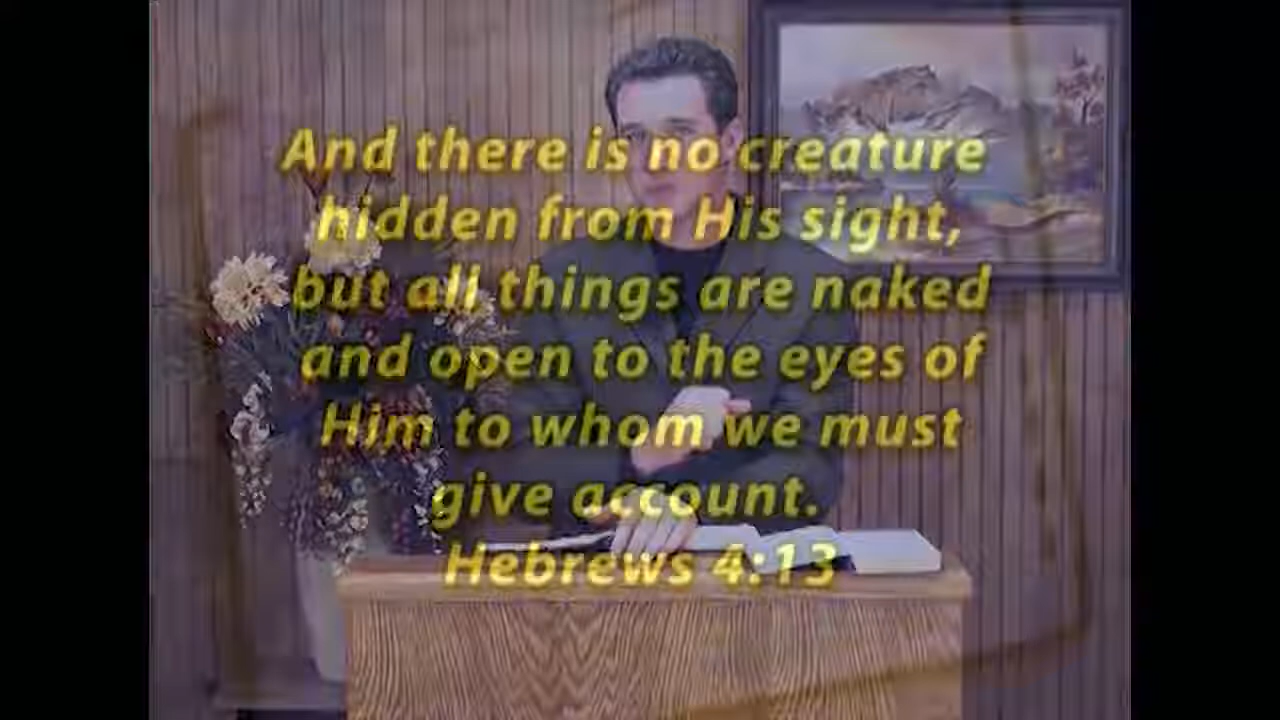 And there is no creature
hidden from His sight,
but all things are naked
and open to the eyes of
Him to whom we must
give account.
Hebrews 4:13